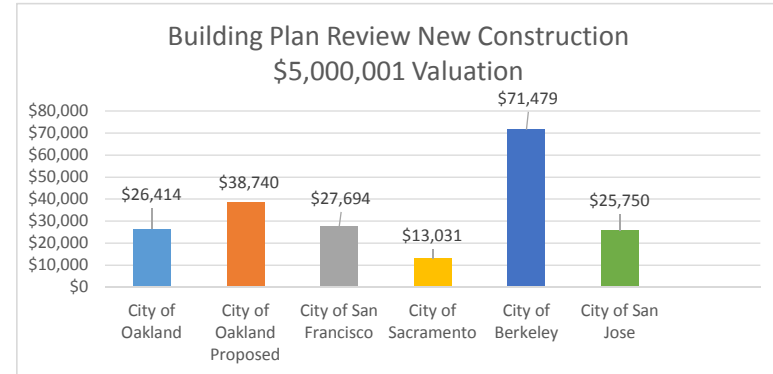 Building Plan Review New Construction
$5,000,001 Valuation
$80,000
$70,000
$60,000
$50,000
$40,000
$30,000
$20,000
$10,000
$0
$26,414
$38,740
$27,694
$13,031
$71,479
$25,750
City of
Oakland
City of
Oakland
Proposed
City of San
Francisco
City of
Sacramento
City of
Berkeley
City of San
Jose